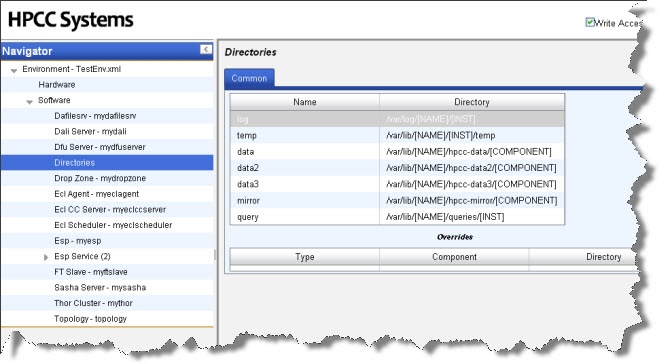 HPCC Systems
Write Acces
Navigator
Environment - TestEnv.xml
Hardware
Software
Dafilesrv - mydafilesrv
Dali Server - mydali
Dfu Server - mydfuserver
Directories
Drop Zone - mydropzone
Ecl Agent - myeclagent
Ecl CC Server - myeclccserver
Ecl Scheduler - myeclscheduler
Esp - myesp
Esp Service (2)
FT Slave - myftslave
Sasha Server - mysasha
Thor Cluster - mythor
Topology - topology
Directories
Common
Name Directory
log /var/log/[NAME]/[INST]
temp /var/lib/[NAME]/[INST]/temp
data /var/lib/[NAME]/hpcc-data/[COMPONENT]
data2 /var/lib/[NAME]/hpcc-data2/[COMPONENT]
data3 /var/lib/[NAME]/hpcc-data3/[COMPONENT]
mirror /var/lib/[NAME]/hpcc-mirror/[COMPONENT]
query /var/lib/[NAME]/queries/[INST]
Overrides
Type Component Directory